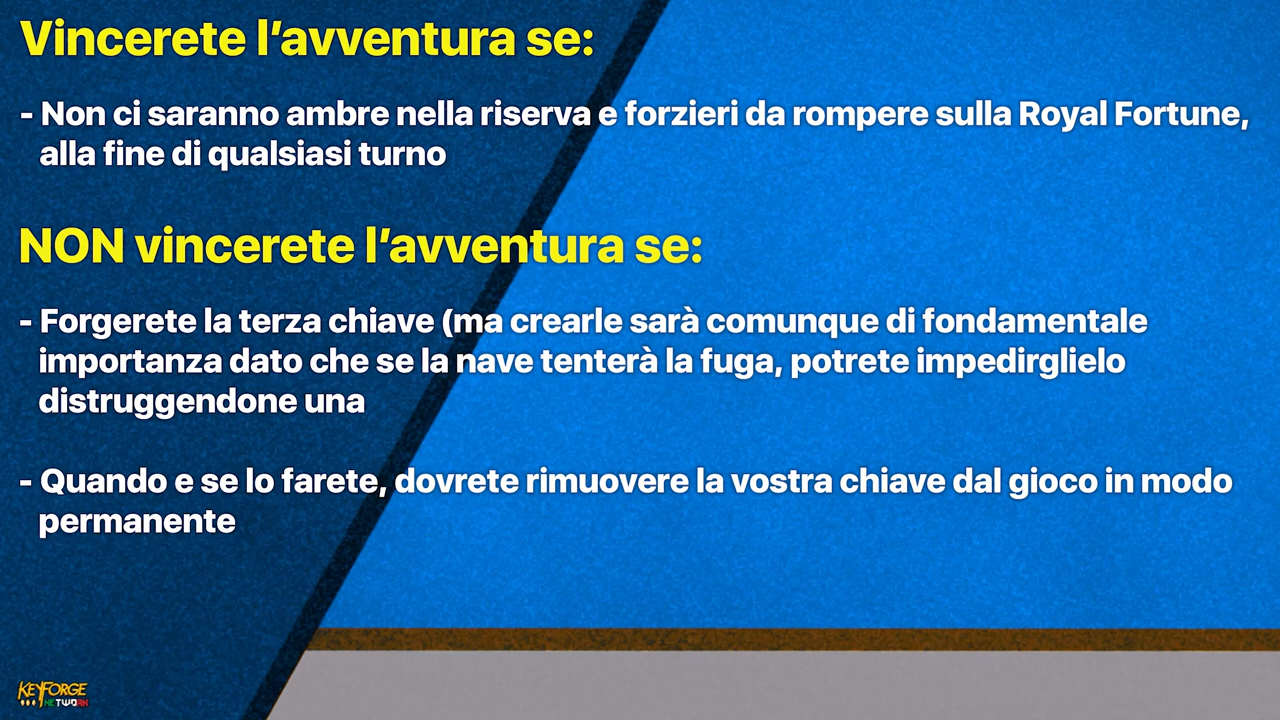 Vincerete l’avventura se:
- Non ci saranno ambre nella riserva e forzieri da rompere sulla Royal Fortune,
alla fine di qualsiasi turno
NON vincerete l’avventura se:
- Forgerete la terza chiave (ma crearle sarà comunque di fondamentale
importanza dato che se la nave tenterà la fuga, potrete impedirglielo
distruggendone una
- Quando e se lo farete, dovrete rimuovere la vostra chiave dal gioco in modo
permanente
KEYFORGE
NETWORK